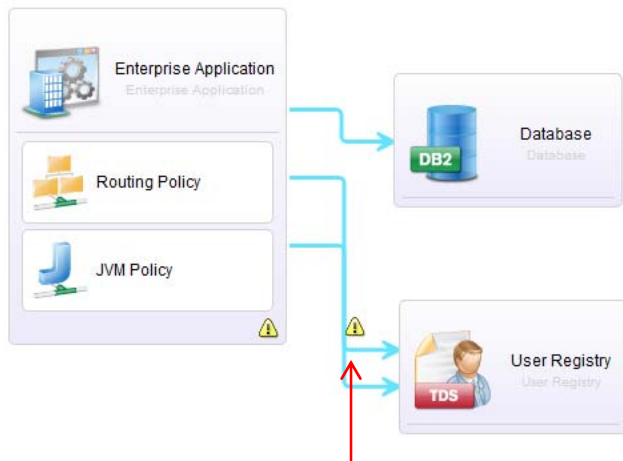 Enterprise Application
Enterprise Application
Database
Database
DB2
Routing Policy
JVM Policy
User Registry
User Registry
TDS